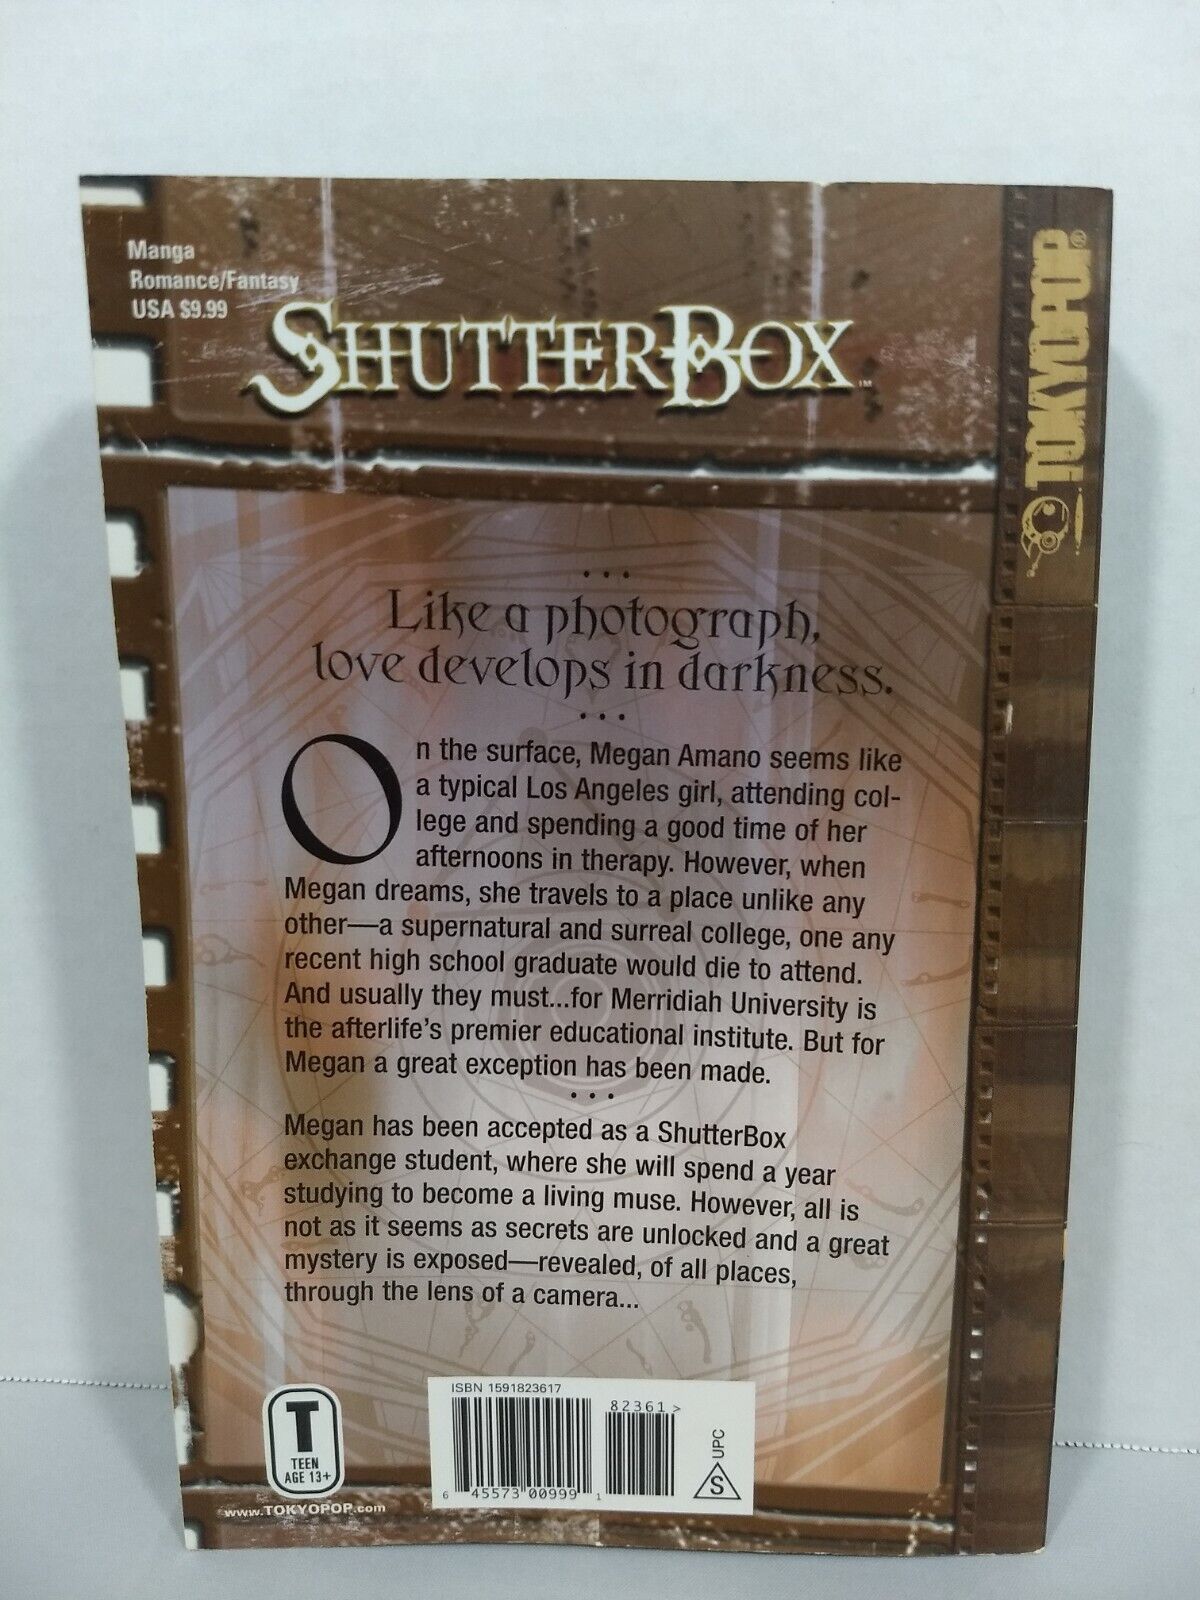 Manga
Romance/Fantasy
USA $9.99
SHUTTERBOX™
TOKYOPOP®
• • •
Like a photograph,
love develops in darkness.
• • •
On the surface, Megan Amano seems like
a typical Los Angeles girl, attending col-
lege and spending a good time of her
afternoons in therapy. However, when
Megan dreams, she travels to a place unlike any
other—a supernatural and surreal college, one any
recent high school graduate would die to attend.
And usually they must...for Merridiah University is
the afterlife's premier educational institute. But for
Megan a great exception has been made.
• • •
Megan has been accepted as a ShutterBox
exchange student, where she will spend a year
studying to become a living muse. However, all is
not as it seems as secrets are unlocked and a great
mystery is exposed—revealed, of all places,
through the lens of a camera...
T
TEEN
AGE 13+
www.TOKYOPOP.com
ISBN 1591823617
82361 >
6 45573 00999 1
S UPC